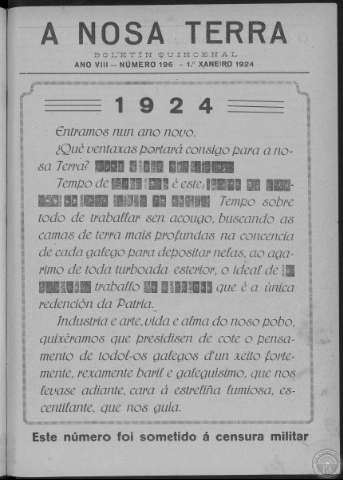 A NOSA TERRA
BOLETÍN QUINCENAL
ANO VIII — NÚMERO 196 - 1.º XANEIRO 1924
1924
Entramos nun ano novo.
¿Qué ventaxas portará consigo para a no-
sa Terra?
Tempo de é este, Tempo sobre
todo de traballar sen acougo, buscando as
camas de terra mais profundas na concencia
de cada galego para depositar nelas, ao aga-
rimo de toda turboada esterior, o ideal de
traballo que é a única
redención da Patria.
Industria e arte, vida e alma do noso pobo,
quixéramos que presidisen de cote o pensa-
mento de todol-os galegos d'un xeito forte-
mente, rexamente baril e galeguisimo, que nos
levase adiante, cara á estreliña lumiosa, es-
centilante, que nos guía.
Este número foi sometido á censura militar